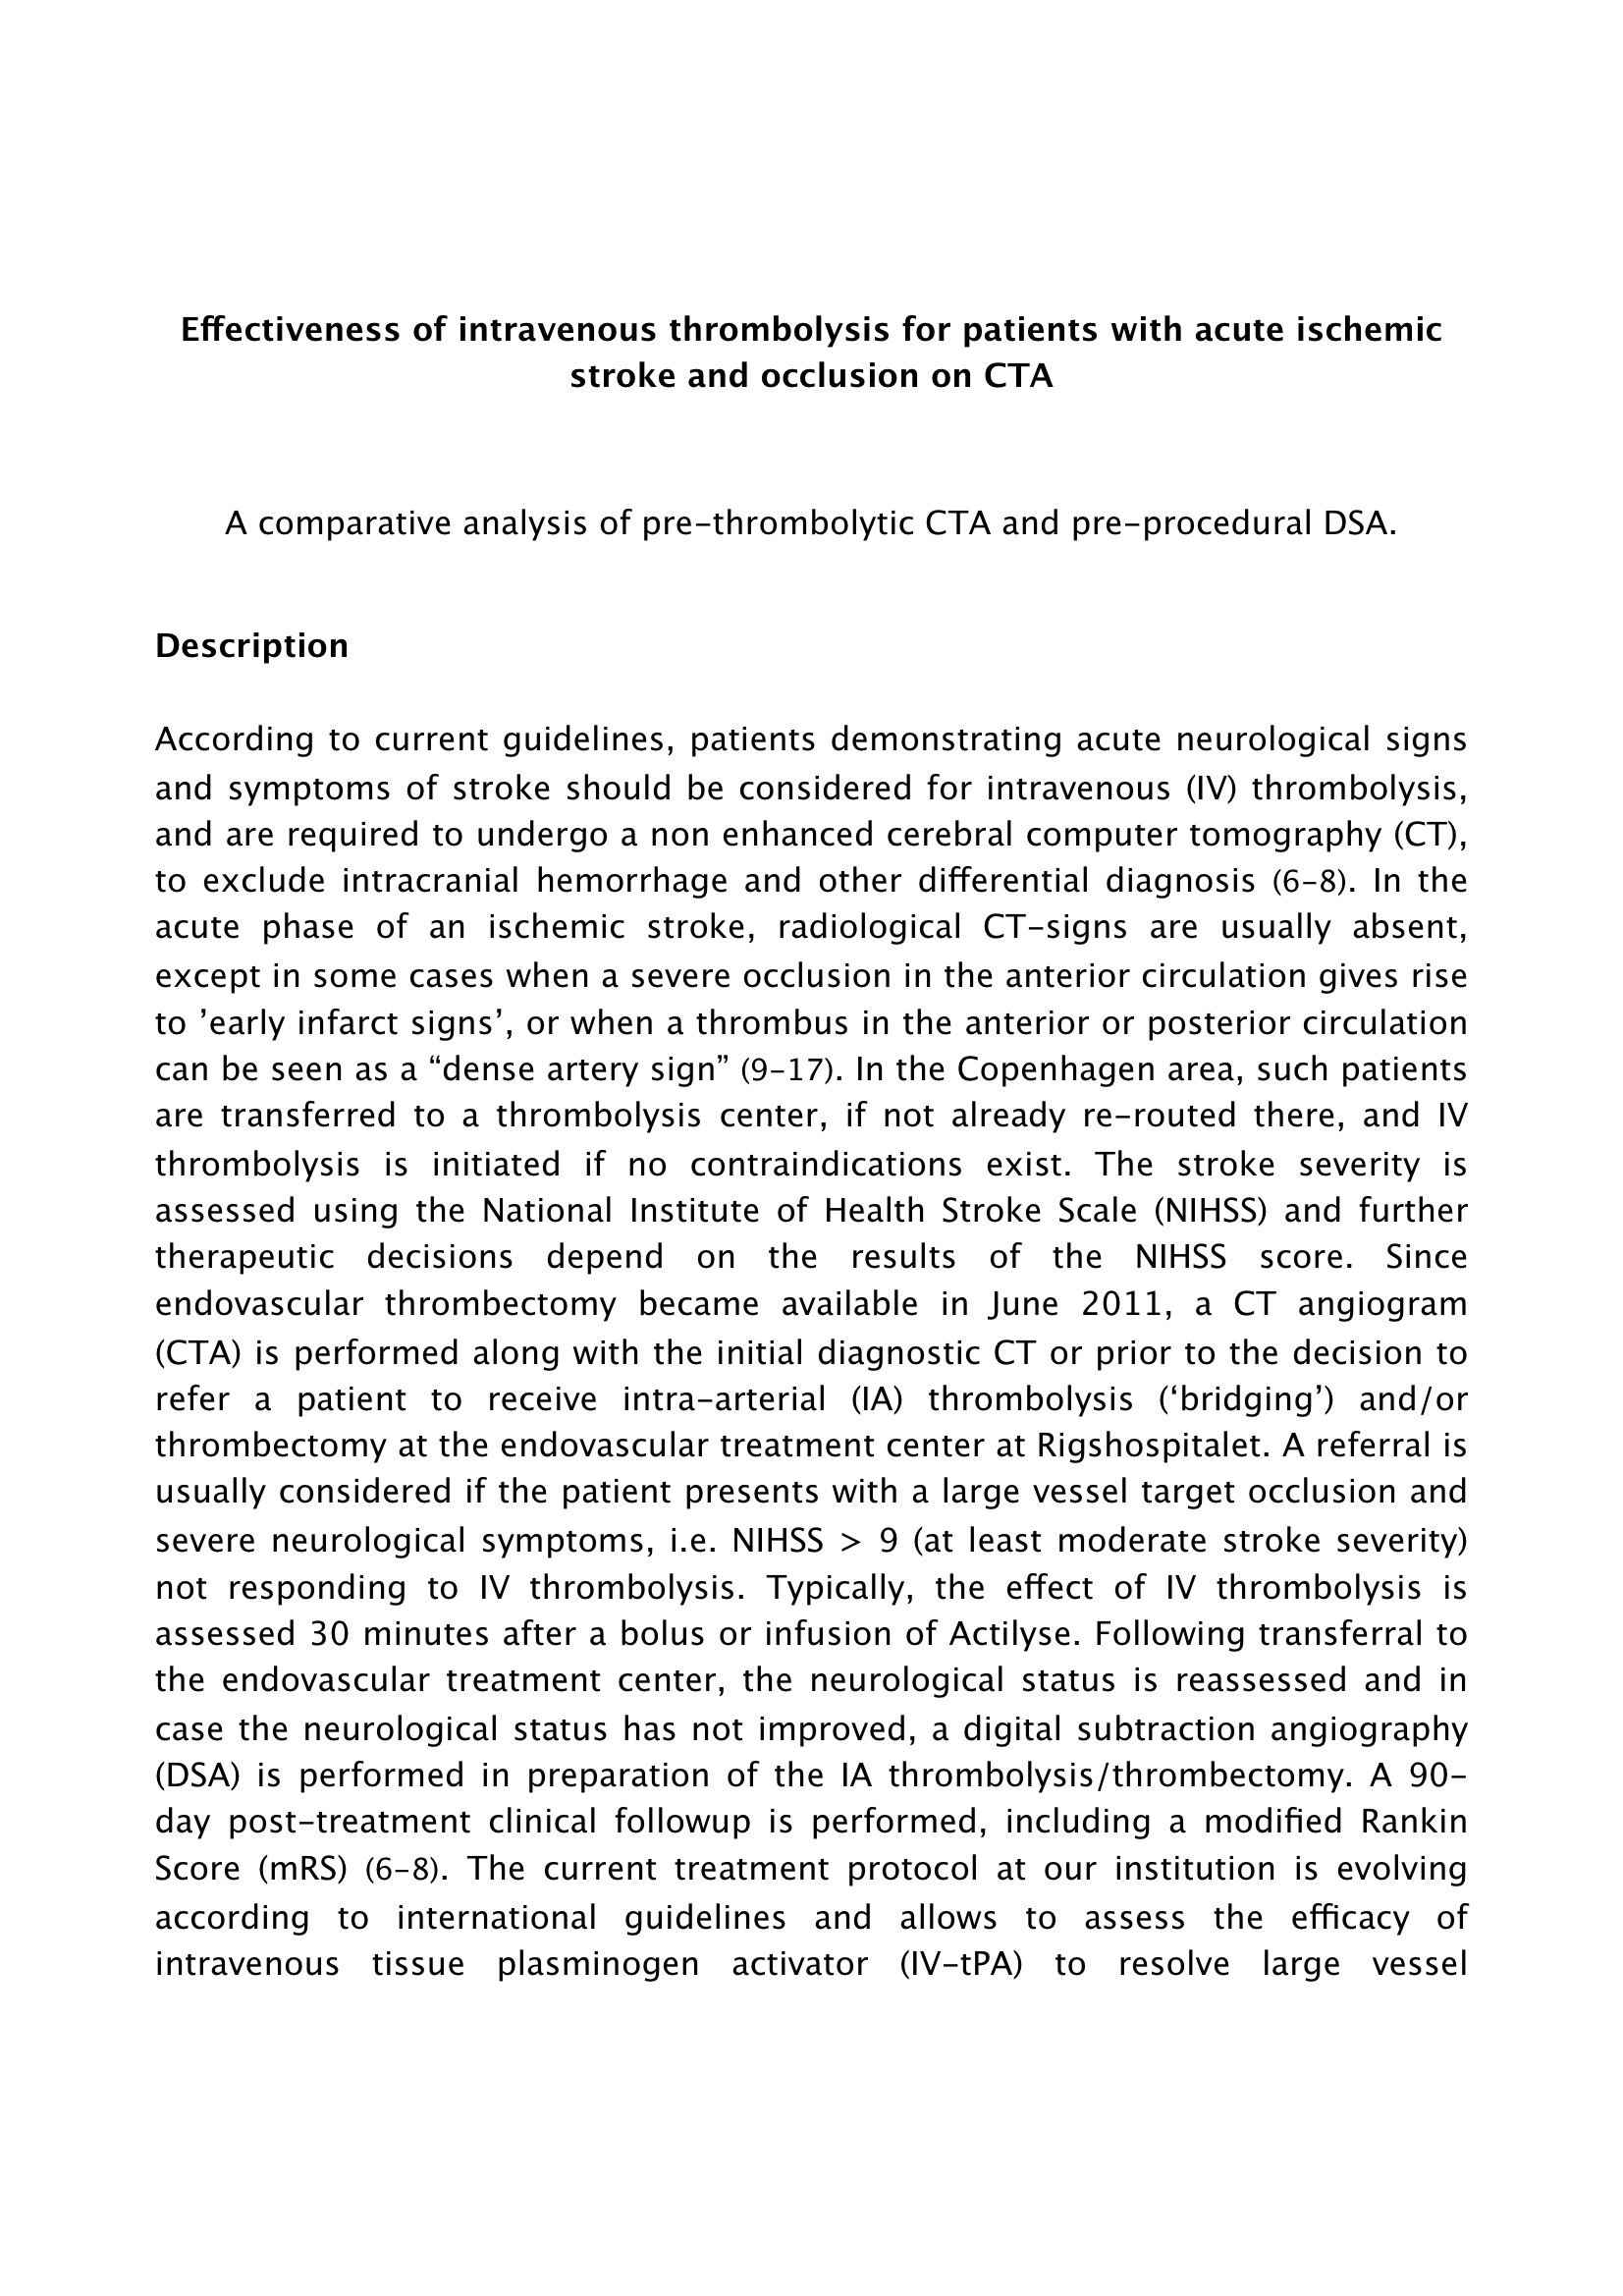 Effectiveness of intravenous thrombolysis for patients with acute ischemic
stroke and occlusion on CTA
A comparative analysis of pre-thrombolytic CTA and pre-procedural DSA.
Description
According to current guidelines, patients demonstrating acute neurological signs
and symptoms of stroke should be considered for intravenous (IV) thrombolysis,
and are required to undergo a non enhanced cerebral computer tomography (CT),
to exclude intracranial hemorrhage and other differential diagnosis (6-8). In the
acute phase of an ischemic stroke, radiological CT-signs are usually absent,
except in some cases when a severe occlusion in the anterior circulation gives rise
to ’early infarct signs’, or when a thrombus in the anterior or posterior circulation
can be seen as a “dense artery sign” (9-17). In the Copenhagen area, such patients
are transferred to a thrombolysis center, if not already re-routed there, and IV
thrombolysis is initiated if no contraindications exist. The stroke severity is
assessed using the National Institute of Health Stroke Scale (NIHSS) and further
therapeutic decisions depend on the results of the NIHSS score. Since
endovascular thrombectomy became available in June 2011, a CT angiogram
(CTA) is performed along with the initial diagnostic CT or prior to the decision to
refer a patient to receive intra-arterial (IA) thrombolysis (‘bridging’) and/or
thrombectomy at the endovascular treatment center at Rigshospitalet. A referral is
usually considered if the patient presents with a large vessel target occlusion and
severe neurological symptoms, i.e. NIHSS > 9 (at least moderate stroke severity)
not responding to IV thrombolysis. Typically, the effect of IV thrombolysis is
assessed 30 minutes after a bolus or infusion of Actilyse. Following transferral to
the endovascular treatment center, the neurological status is reassessed and in
case the neurological status has not improved, a digital subtraction angiography
(DSA) is performed in preparation of the IA thrombolysis/thrombectomy. A 90-
day post-treatment clinical followup is performed, including a modified Rankin
Score (mRS) (6-8). The current treatment protocol at our institution is evolving
according to international guidelines and allows to assess the efficacy of
intravenous tissue plasminogen activator (IV-tPA) to resolve large vessel